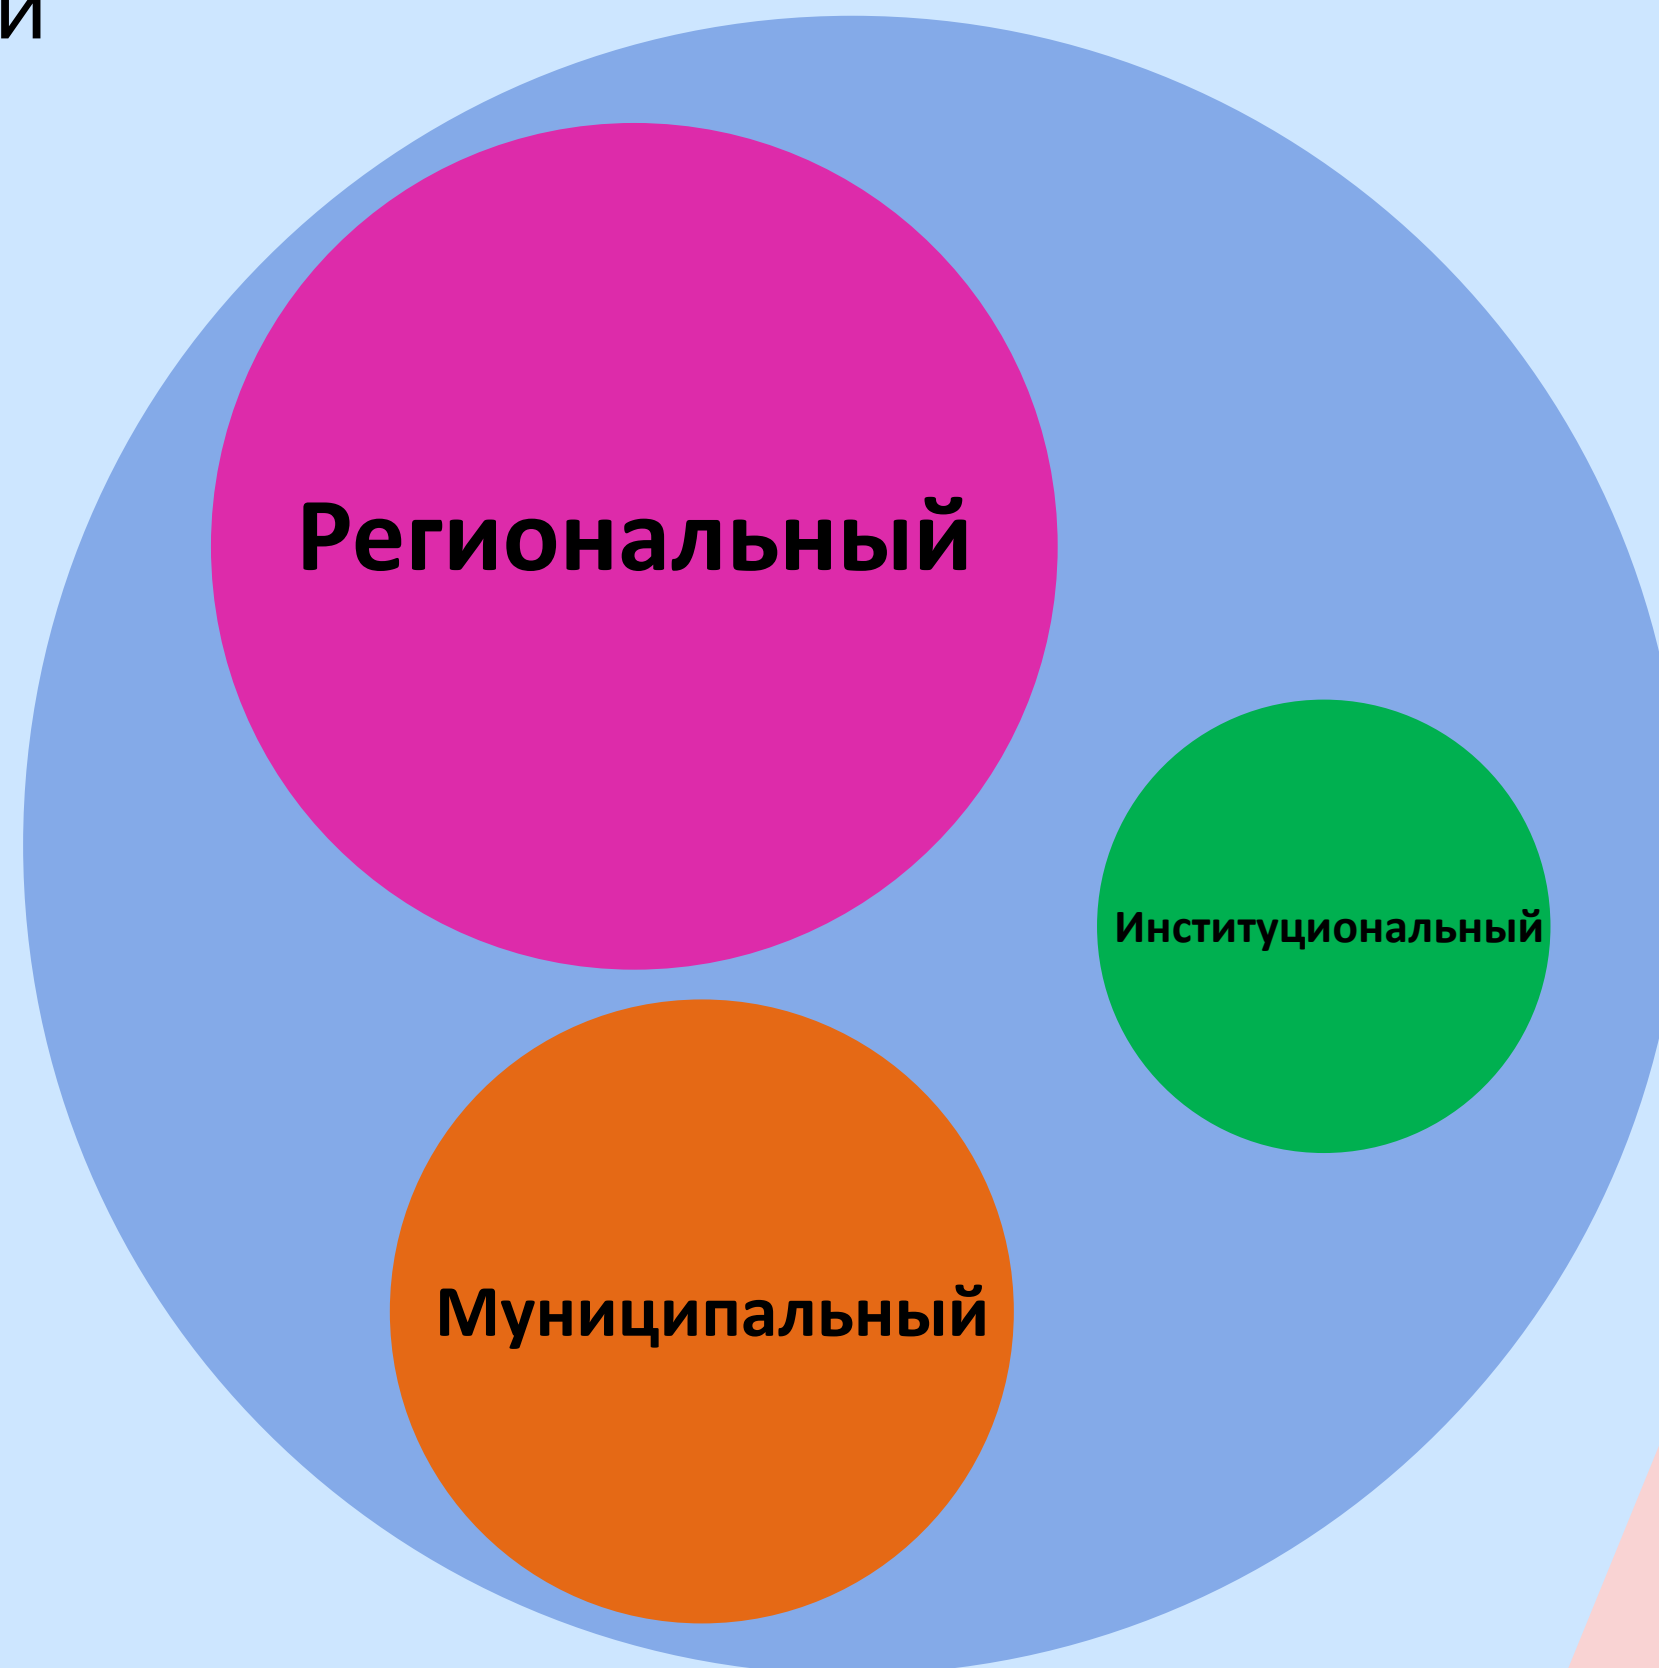 Региональный
Институциональный
Муниципальный